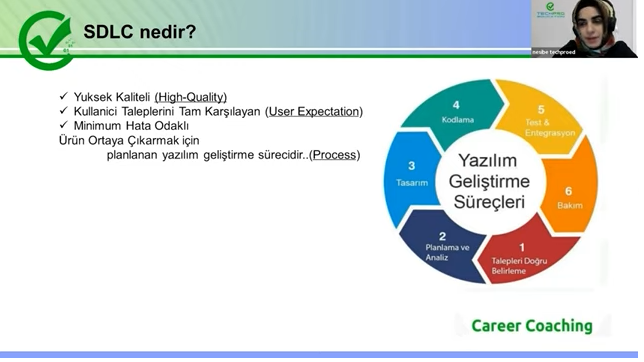 SDLC nedir?
TECHPROED
nesibe techproed
Yuksek Kaliteli (High-Quality)
Kullanici Taleplerini Tam Karşılayan (User Expectation)
Minimum Hata Odaklı
Ürün Ortaya Çıkarmak için
planlanan yazılım geliştirme sürecidir..(Process)
4
Kodlama
5
Test &
Entegrasyon
3
Tasarım
Yazılım
Geliştirme
Süreçleri
6
Bakım
2
Planlama ve
Analiz
1
Talepleri Doğru
Belirleme
Career Coaching